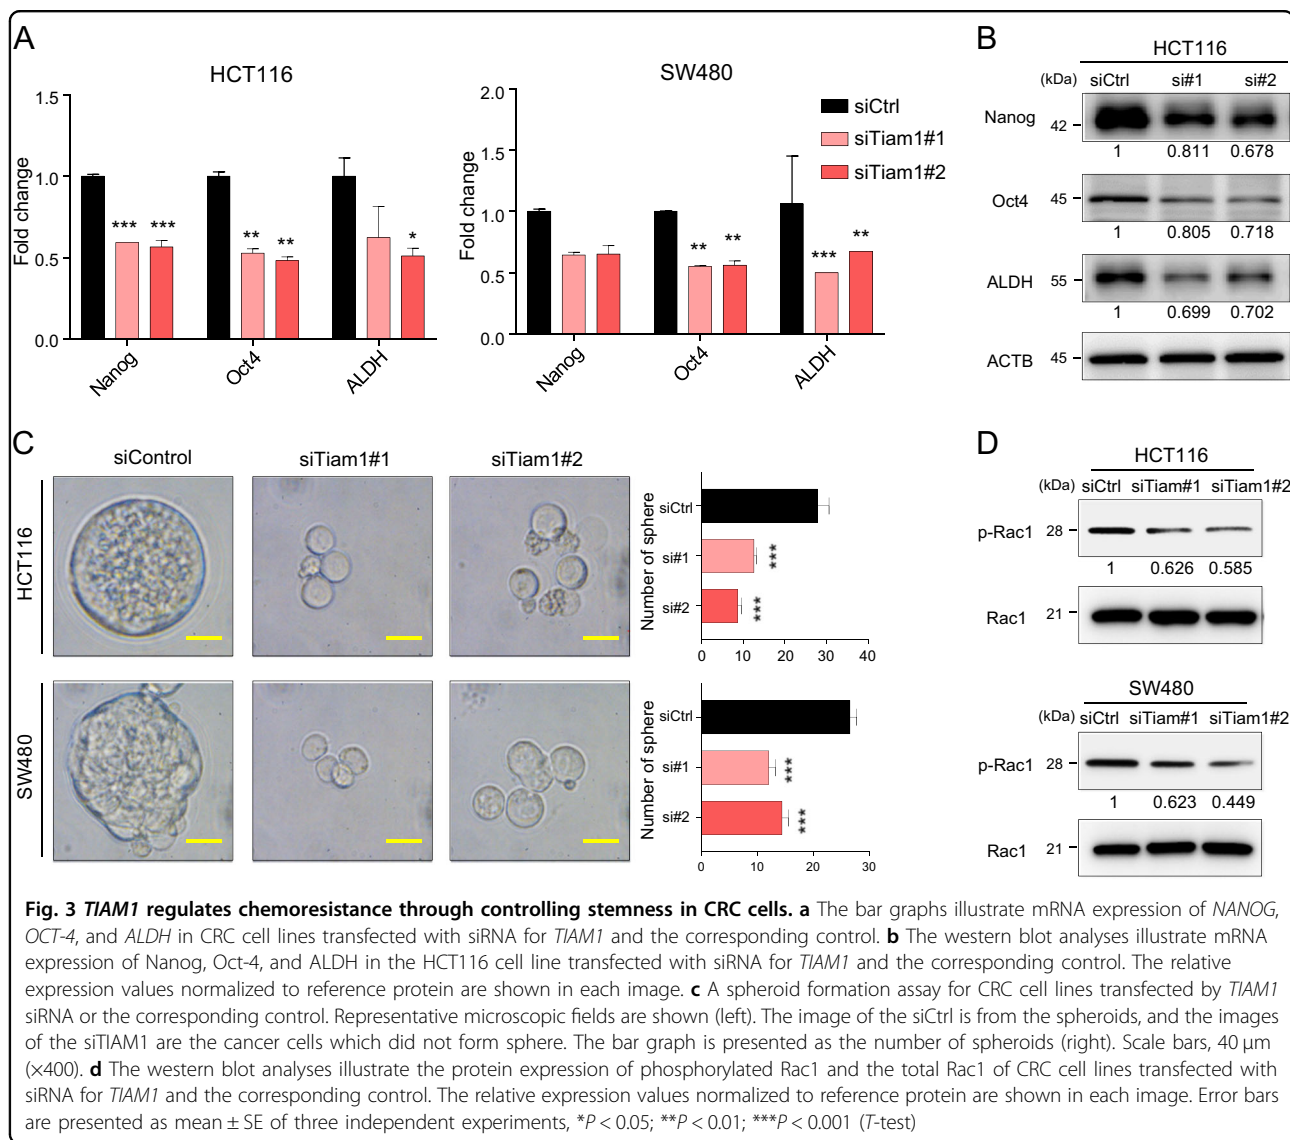 A
HCT116
1.5
1.0
0.5
0.0
Fold change
*** ***
** **
*
Nanog
Oct4
ALDH
SW480
2.0
1.5
1.0
0.5
0.0
Fold change
** **
*** **
Nanog
Oct4
ALDH
siCtrl
siTiam1#1
siTiam1#2
B
HCT116
(kDa) siCtrl si#1 si#2
Nanog 42
1 0.811 0.678
Oct4 45
1 0.805 0.718
ALDH 55
1 0.699 0.702
ACTB 45
C
siControl siTiam1#1 siTiam1#2
HCT116
Number of sphere
siCtrl
si#1 ***
si#2 ***
0 10 20 30 40
SW480
Number of sphere
siCtrl
si#1 ***
si#2 ***
0 10 20 30
D
HCT116
(kDa) siCtrl siTiam#1 siTiam1#2
p-Rac1 28
1 0.626 0.585
Rac1 21
SW480
(kDa) siCtrl siTiam#1 siTiam1#2
p-Rac1 28
1 0.623 0.449
Rac1 21
Fig. 3 TIAM1 regulates chemoresistance through controlling stemness in CRC cells. a The bar graphs illustrate mRNA expression of NANOG,
OCT-4, and ALDH in CRC cell lines transfected with siRNA for TIAM1 and the corresponding control. b The western blot analyses illustrate mRNA
expression of Nanog, Oct-4, and ALDH in the HCT116 cell line transfected with siRNA for TIAM1 and the corresponding control. The relative
expression values normalized to reference protein are shown in each image. c A spheroid formation assay for CRC cell lines transfected by TIAM1
siRNA or the corresponding control. Representative microscopic fields are shown (left). The image of the siCtrl is from the spheroids, and the images
of the siTIAM1 are the cancer cells which did not form sphere. The bar graph is presented as the number of spheroids (right). Scale bars, 40 μm
(×400). d The western blot analyses illustrate the protein expression of phosphorylated Rac1 and the total Rac1 of CRC cell lines transfected with
siRNA for TIAM1 and the corresponding control. The relative expression values normalized to reference protein are shown in each image. Error bars
are presented as mean ± SE of three independent experiments, *P < 0.05; **P < 0.01; ***P < 0.001 (T-test)